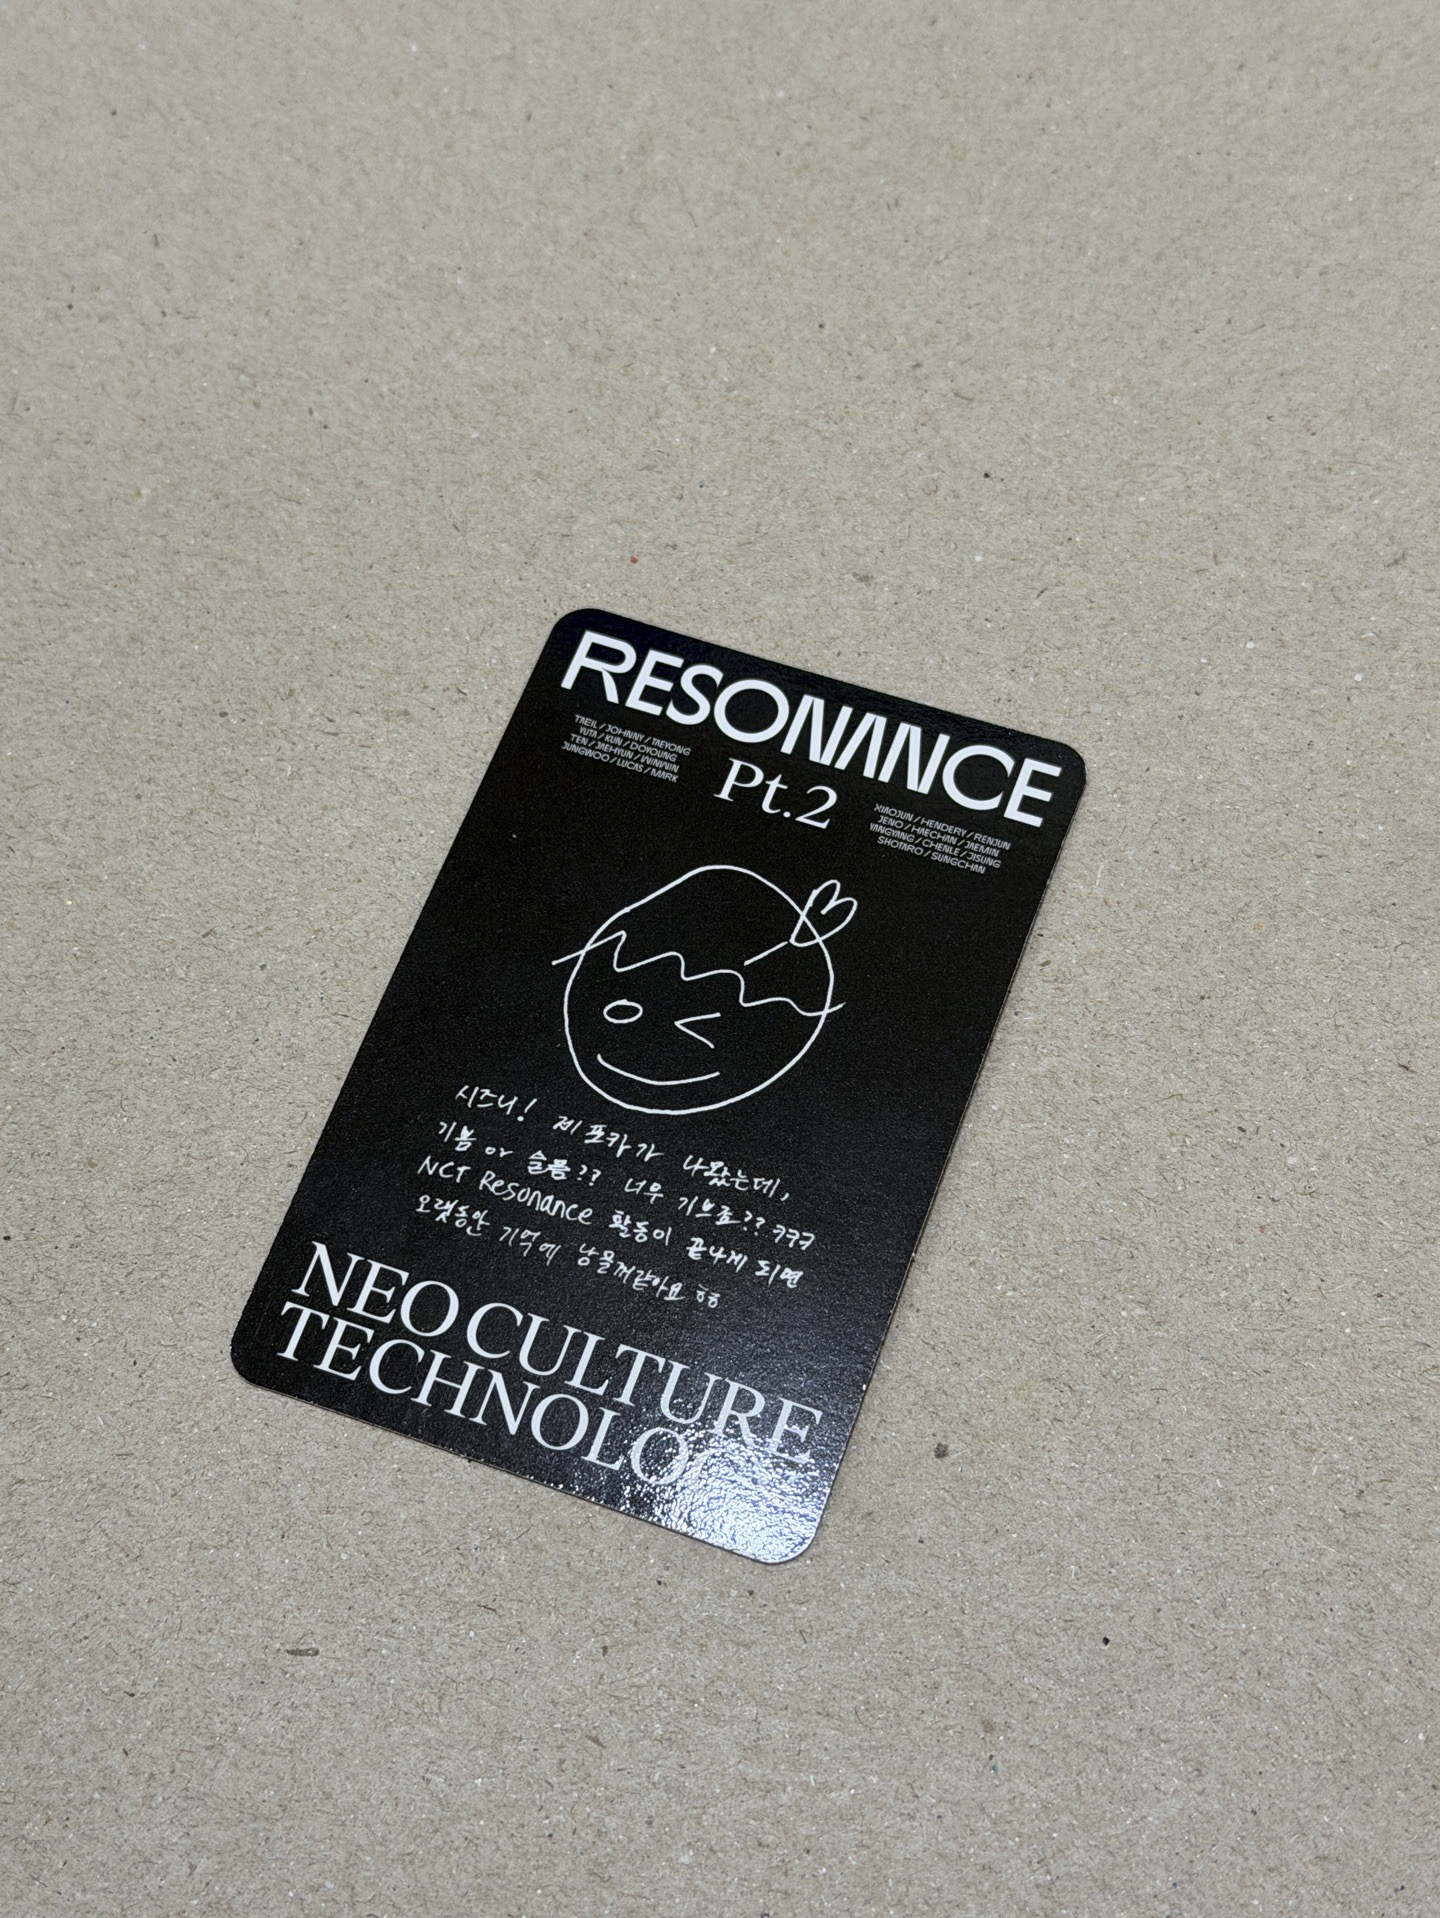 RESONANCE
Pt.2
TAEIL / JOHNNY / TAEYONG
YUTA / KUN / DOYOUNG
TEN / JAEHYUN / WINWIN
JUNGWOO / LUCAS / MARK
XIAOJUN / HENDERY / RENJUN
JENO / HAECHAN / JAEMIN
YANGYANG / CHENLE / JISUNG
SHOTARO / SUNGCHAN
시즈니! 제 포카가 나왔는데,
기쁨 or 슬픔?? 너무 기쁘죠?? ㅋㅋㅋ
NCT Resonance 활동이 끝나게 되면
오랫동안 기억에 남을꺼같아요 ㅎㅎ
NEO CULTURE
TECHNOLO